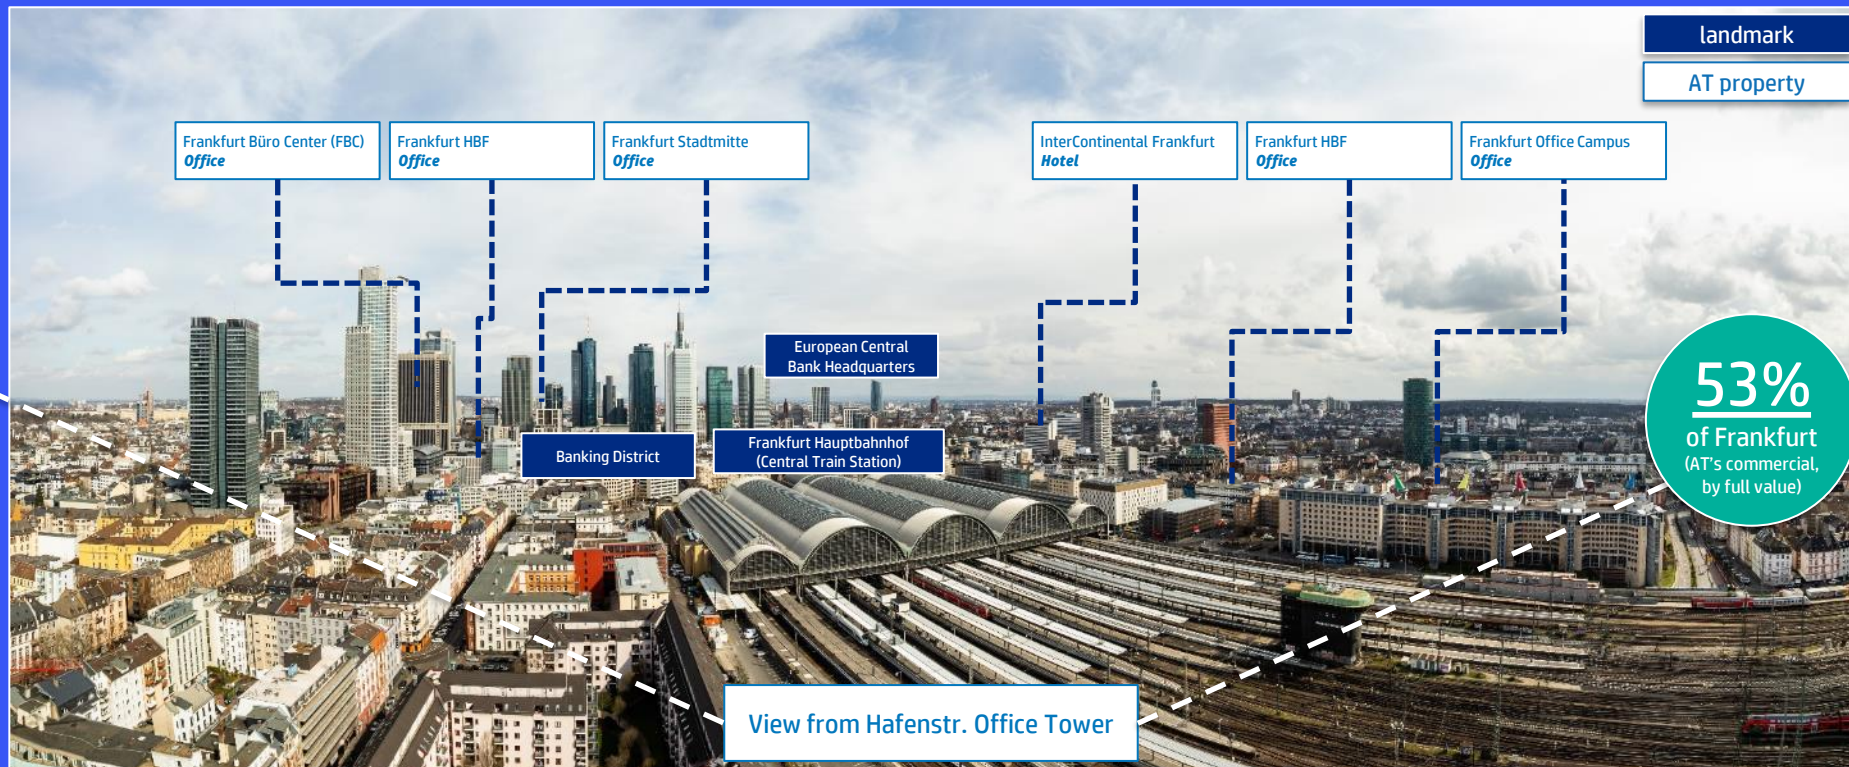 landmark
AT property
Frankfurt Büro Center (FBC)
Office
Frankfurt HBF
Office
Frankfurt Stadtmitte
Office
InterContinental Frankfurt
Hotel
Frankfurt HBF
Office
Frankfurt Office Campus
Office
European Central
Bank Headquarters
Banking District
Frankfurt Hauptbahnhof
(Central Train Station)
53%
of Frankfurt
(AT's commercial,
by full value)
View from Hafenstr. Office Tower